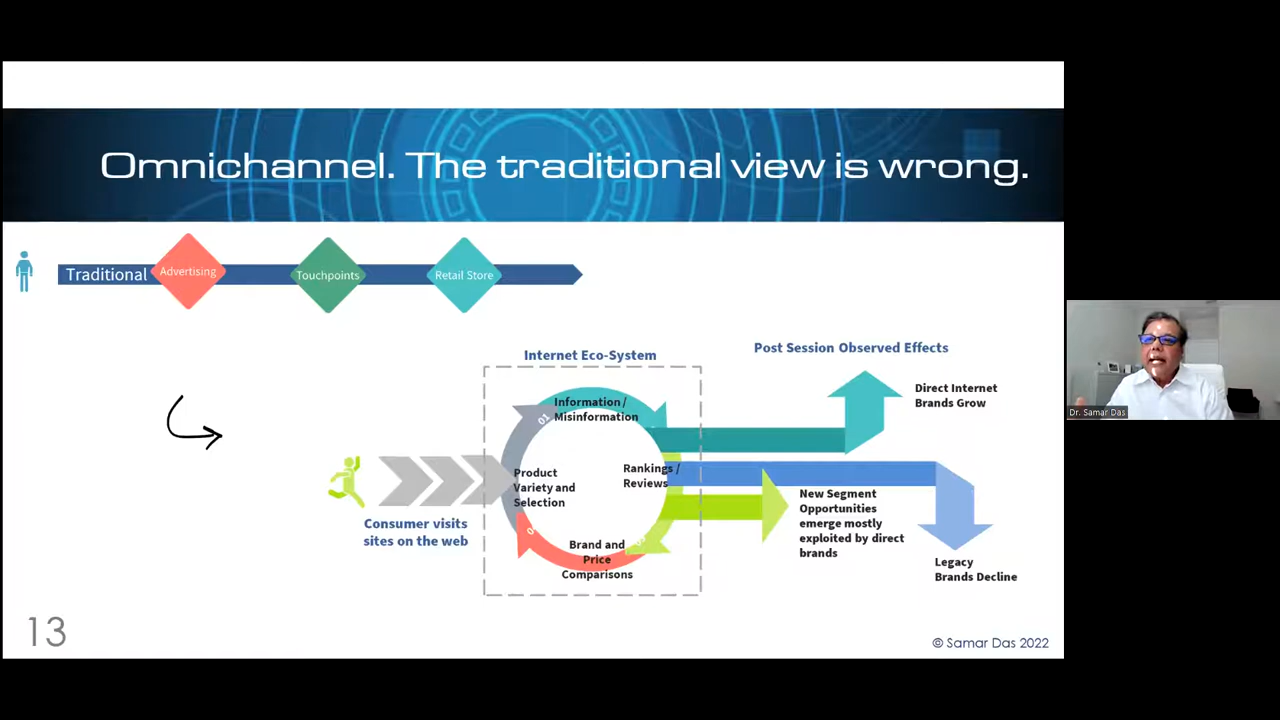 Omnichannel. The traditional view is wrong.
Traditional
Advertising
Touchpoints
Retail Store
Internet Eco-System
Post Session Observed Effects
Information /
Misinformation
01
Direct Internet
Brands Grow
Product
Variety and
Selection
Rankings /
Reviews
New Segment
Opportunities
emerge mostly
exploited by direct
brands
Consumer visits
sites on the web
Brand and
Price
Comparisons
Legacy
Brands Decline
13
© Samar Das 2022
Dr. Samar Das